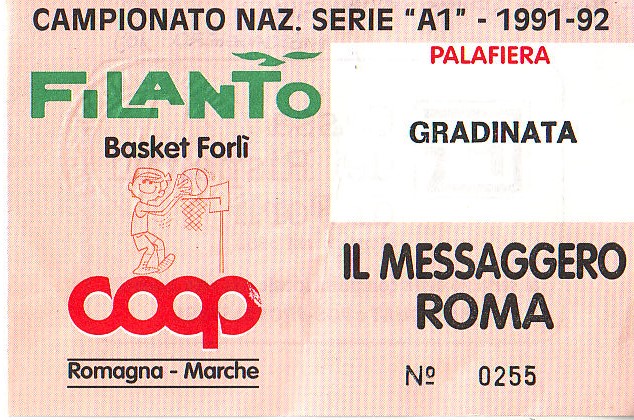 CAMPIONATO NAZ. SERIE "A1" - 1991-92
PALAFIERA
FILANTO
Basket Forlì
GRADINATA
IL MESSAGGERO
ROMA
coop
Romagna - Marche
Nº 0255